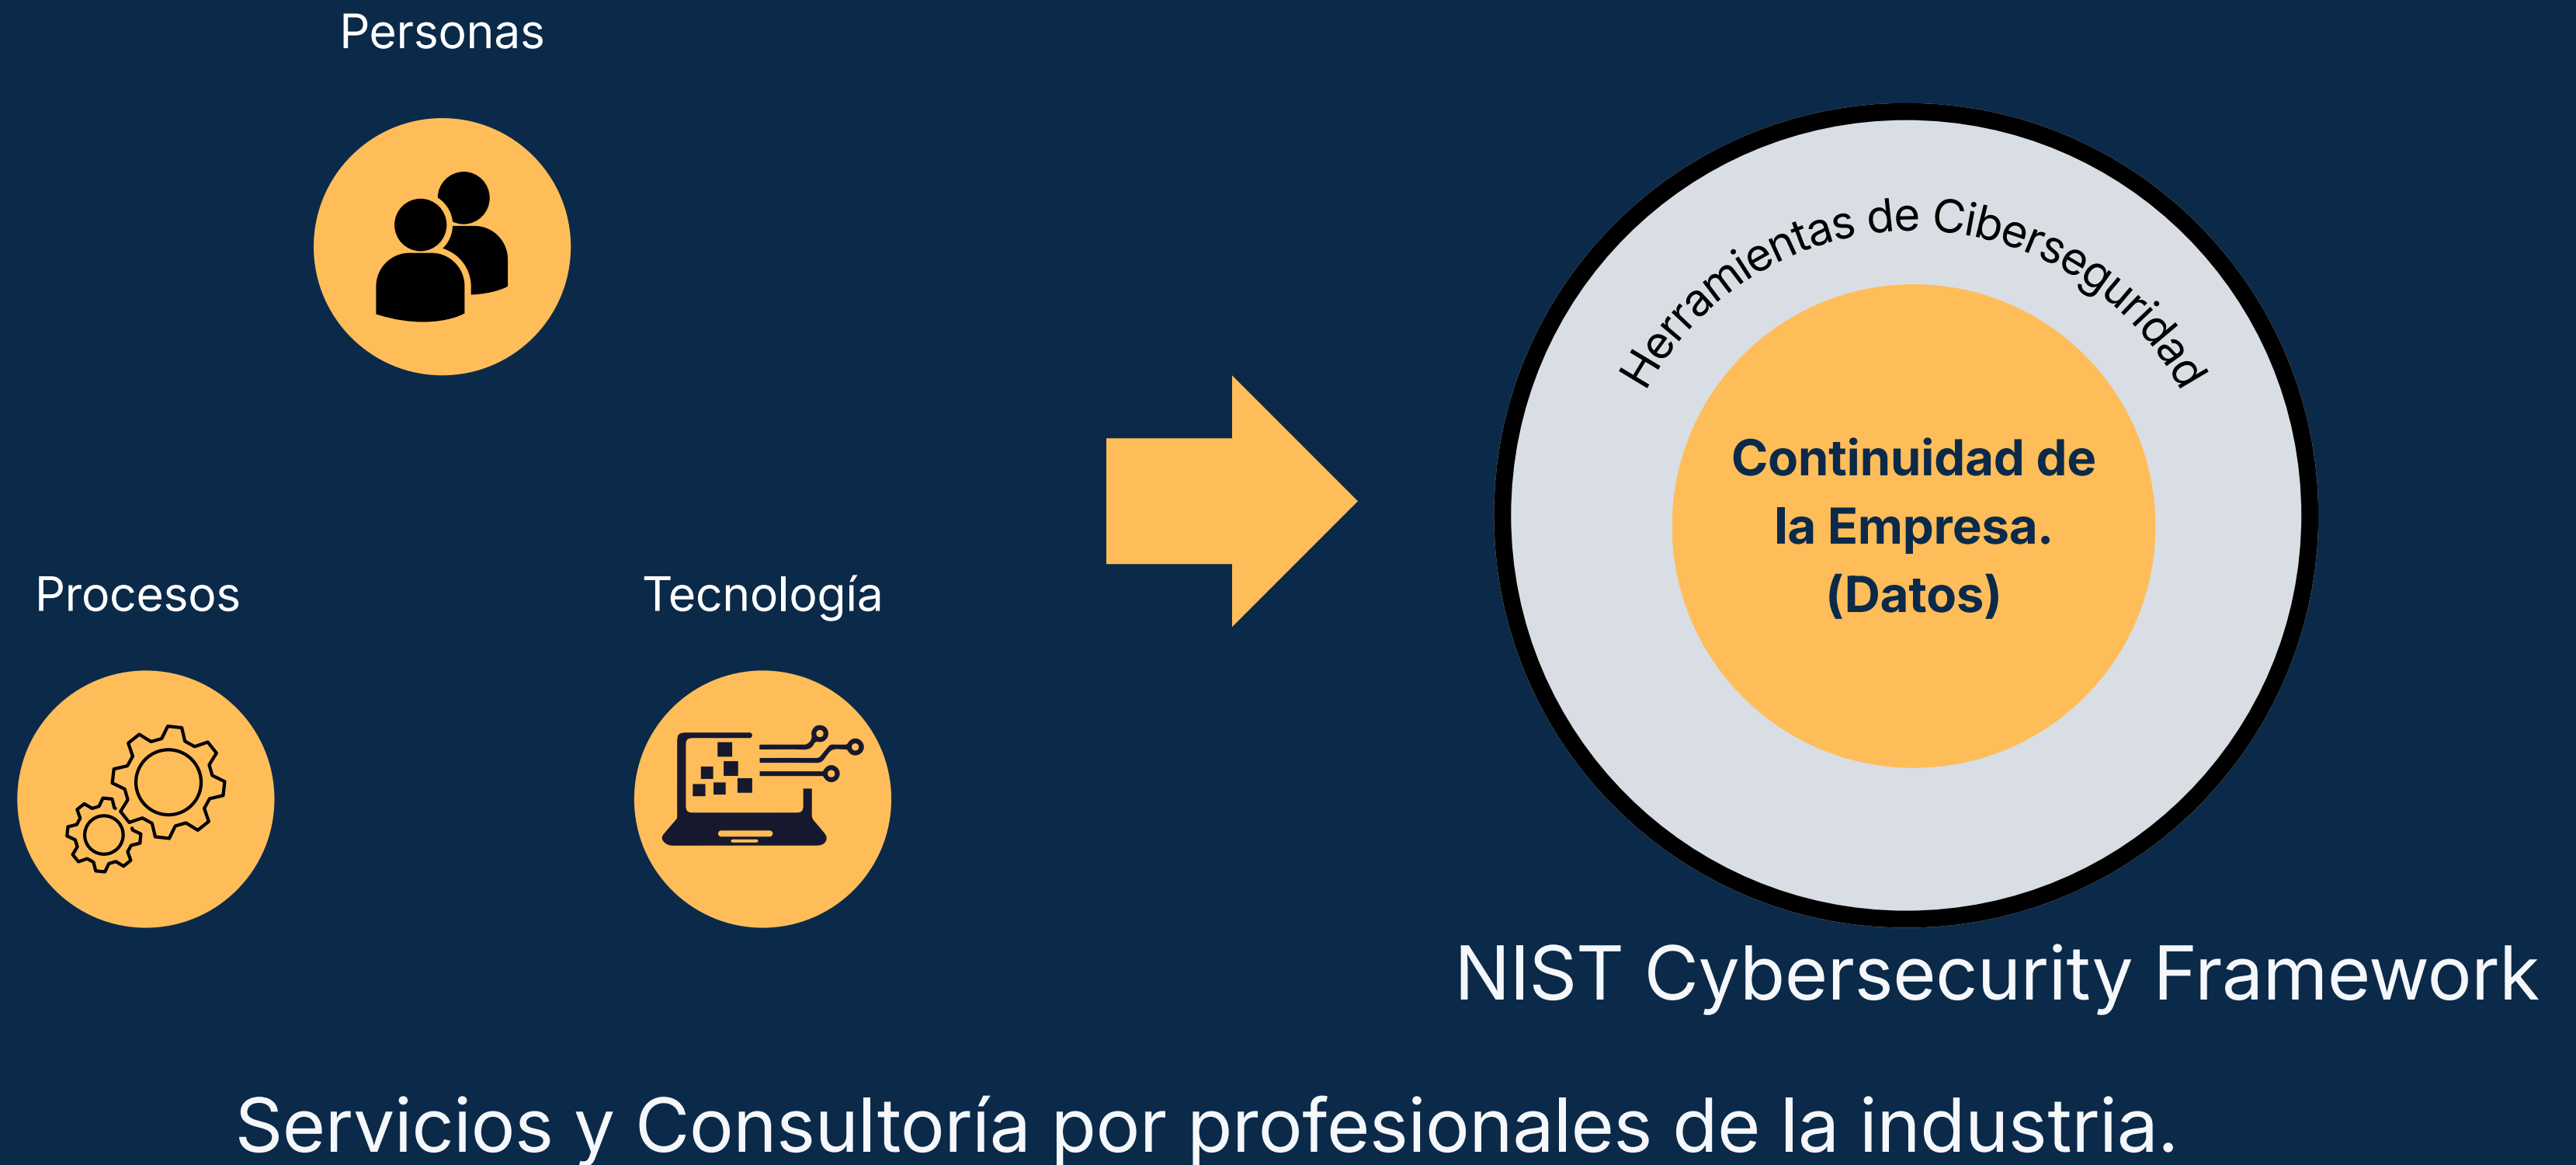 Personas
Procesos
Tecnología
Herramientas de Ciberseguridad
Continuidad de
la Empresa.
(Datos)
NIST Cybersecurity Framework
Servicios y Consultoría por profesionales de la industria.